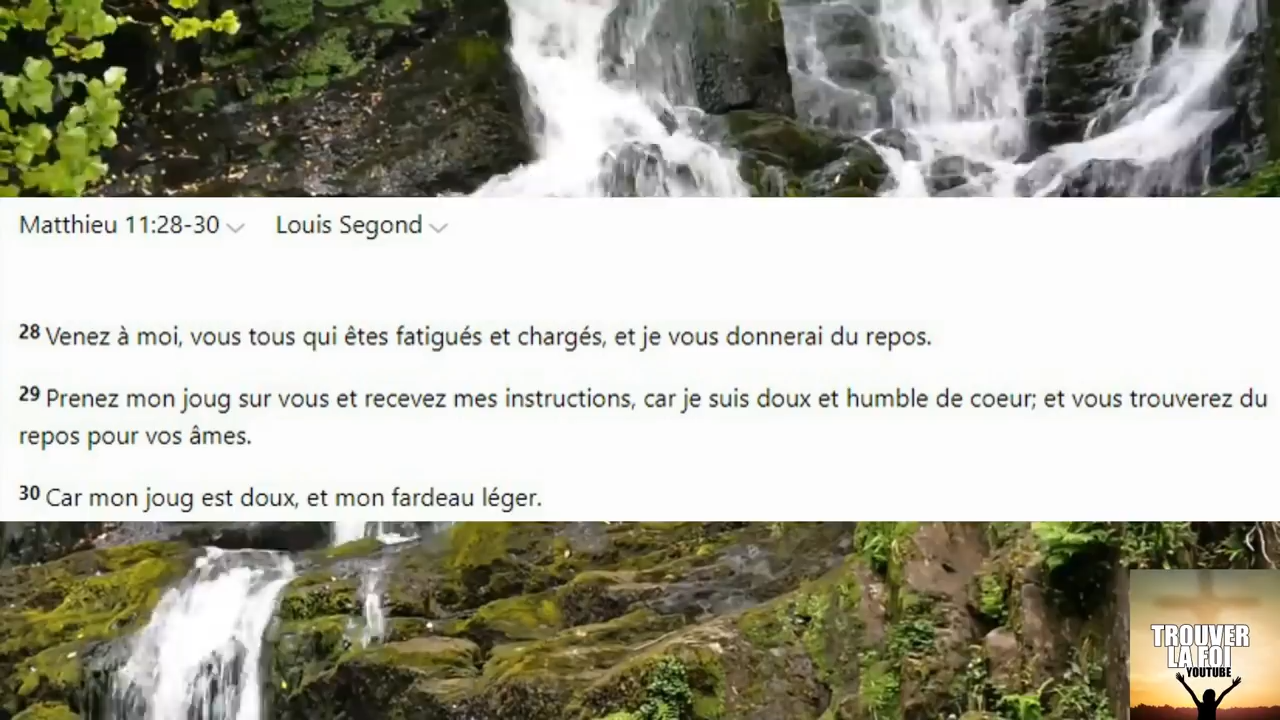 Matthieu 11:28-30 Louis Segond
28 Venez à moi, vous tous qui êtes fatigués et chargés, et je vous donnerai du repos.
29 Prenez mon joug sur vous et recevez mes instructions, car je suis doux et humble de coeur; et vous trouverez du
repos pour vos âmes.
30 Car mon joug est doux, et mon fardeau léger.
TROUVER
LA FOI
YOUTUBE